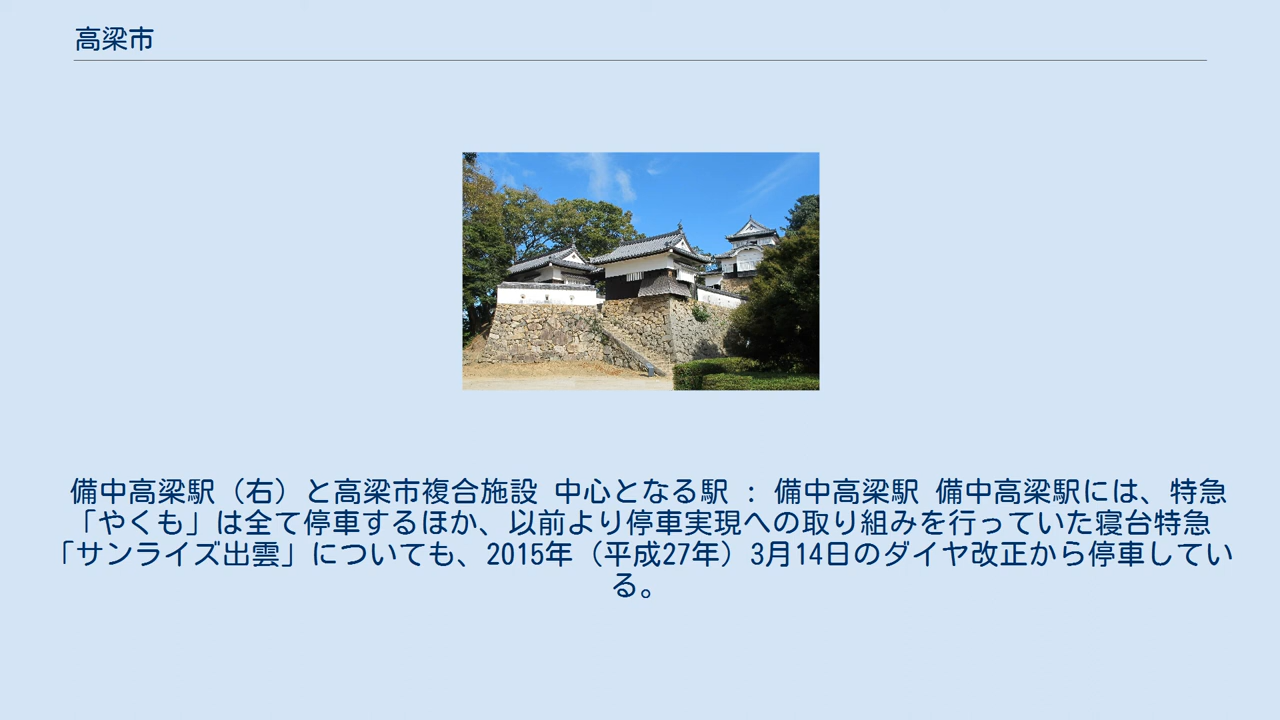 高梁市
備中高梁駅（右）と高梁市複合施設 中心となる駅 : 備中高梁駅 備中高梁駅には、特急
「やくも」は全て停車するほか、以前より停車実現への取り組みを行っていた寝台特急
「サンライズ出雲」についても、2015年（平成27年）3月14日のダイヤ改正から停車してい
る。